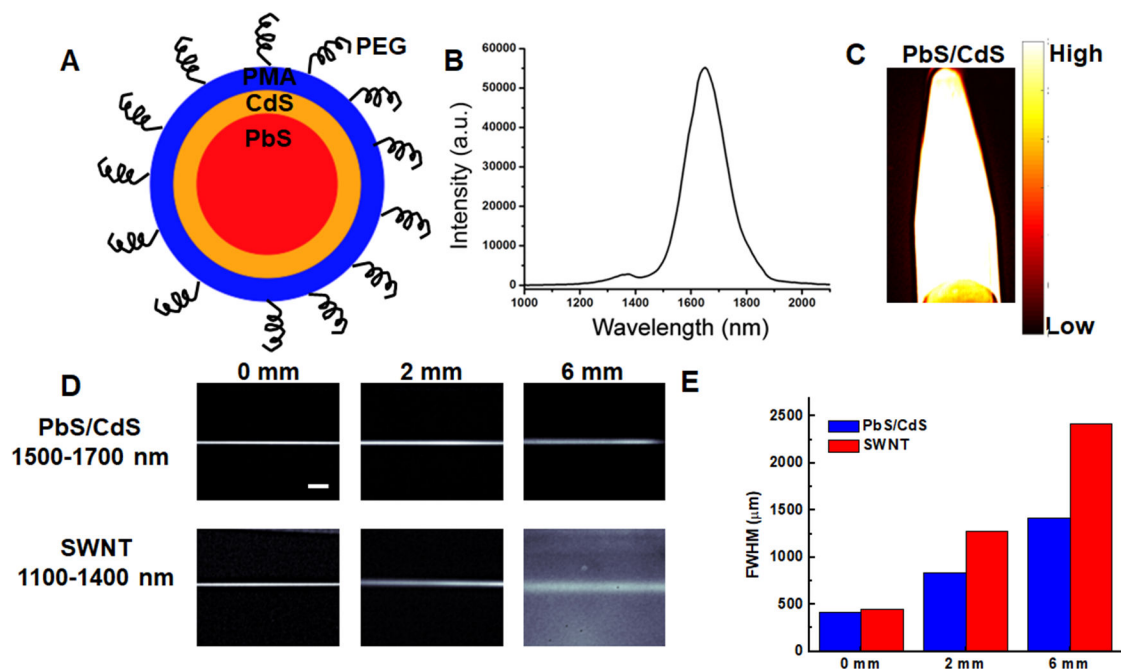 A
PEG
PMA
CdS
PbS
B
60000
50000
40000
30000
20000
10000
0
Intensity (a.u.)
1000 1200 1400 1600 1800 2000
Wavelength (nm)
C
PbS/CdS
High
Low
D
0 mm 2 mm 6 mm
PbS/CdS
1500-1700 nm
SWNT
1100-1400 nm
E
PbS/CdS
SWNT
2500
2000
1500
1000
500
0
FWHM (μm)
0 mm 2 mm 6 mm